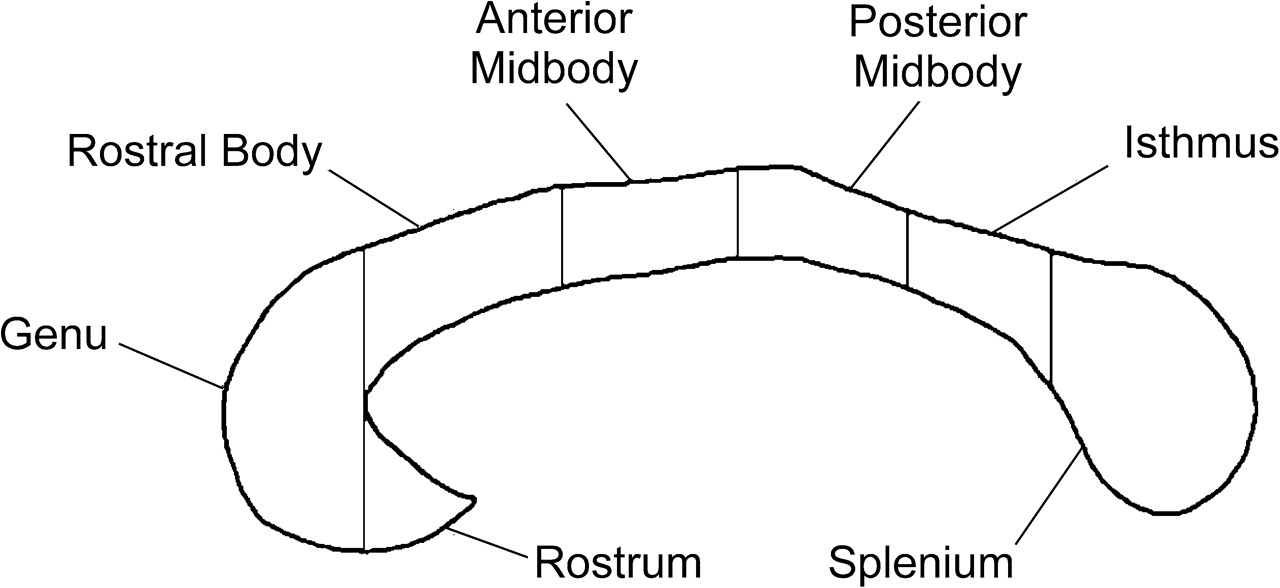 Anterior
Midbody
Posterior
Midbody
Rostral Body
Isthmus
Genu
Rostrum
Splenium